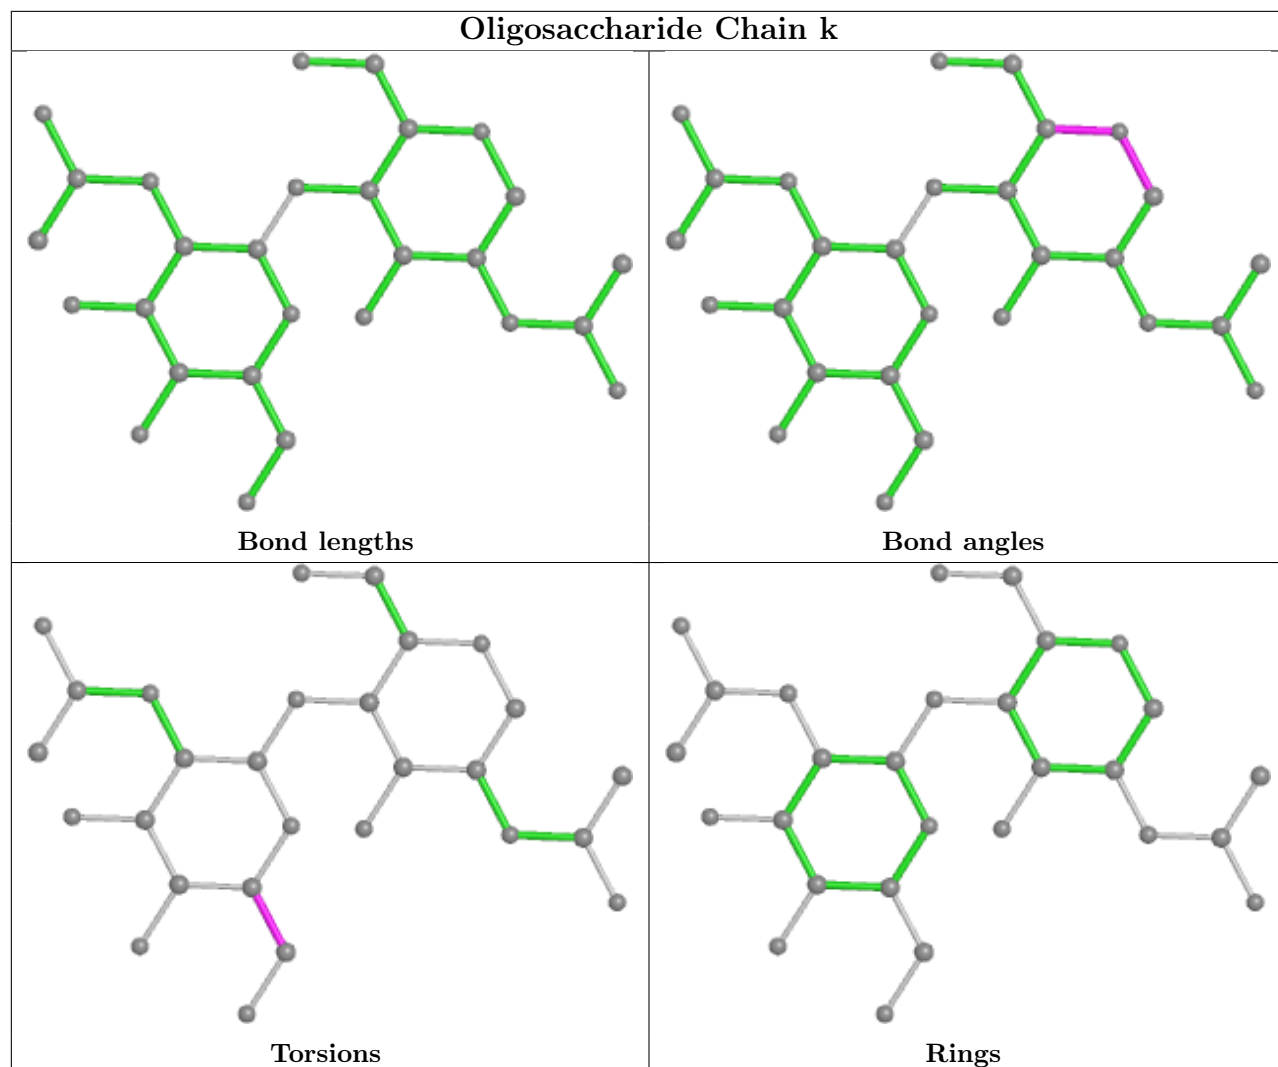 Oligosaccharide Chain k
Bond lengths
Bond angles
Torsions
Rings